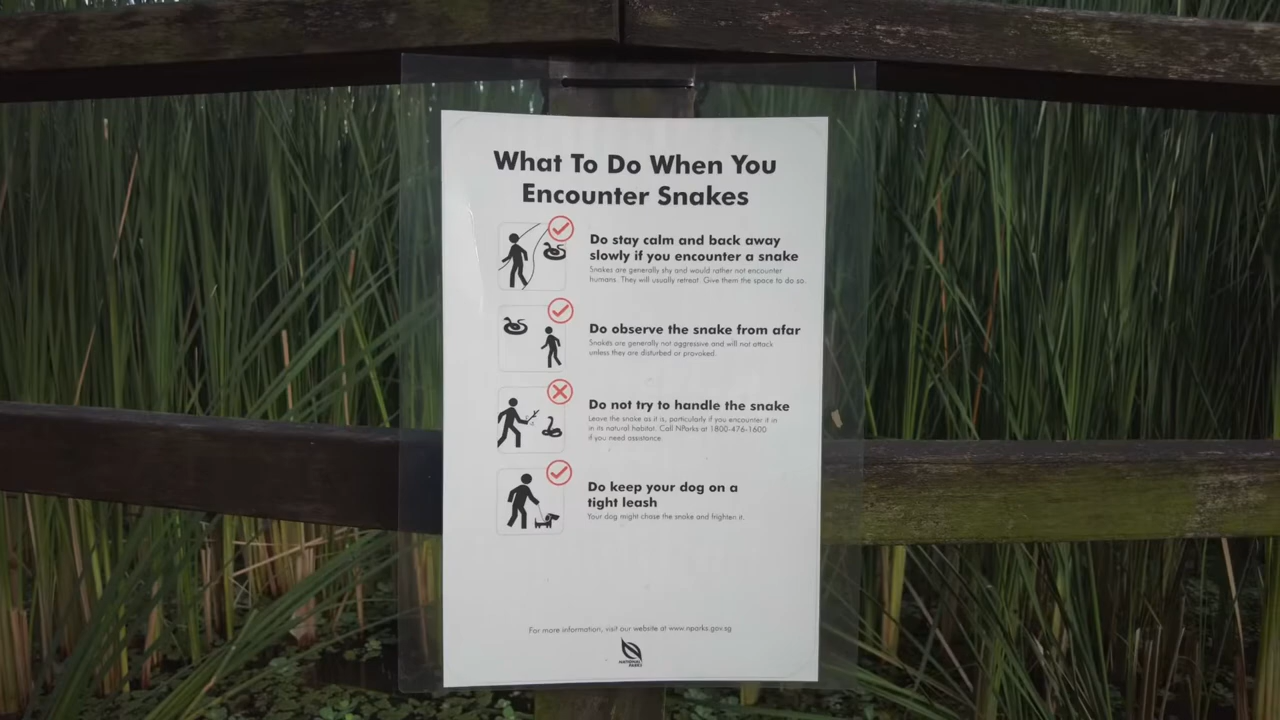 What To Do When You
Encounter Snakes
Do stay calm and back away
slowly if you encounter a snake
Snakes are generally shy and would rather not encounter
humans. They will usually retreat. Give them the space to do so.
Do observe the snake from afar
Snakes are generally not aggressive and will not attack
unless they are disturbed or provoked.
Do not try to handle the snake
Leave the snake as it is, particularly if you encounter it in
in its natural habitat. Call NParks at 1800-476-1600
if you need assistance.
Do keep your dog on a
tight leash
Your dog might chase the snake and frighten it.
For more information, visit our website at www.nparks.gov.sg
NATIONAL
PARKS